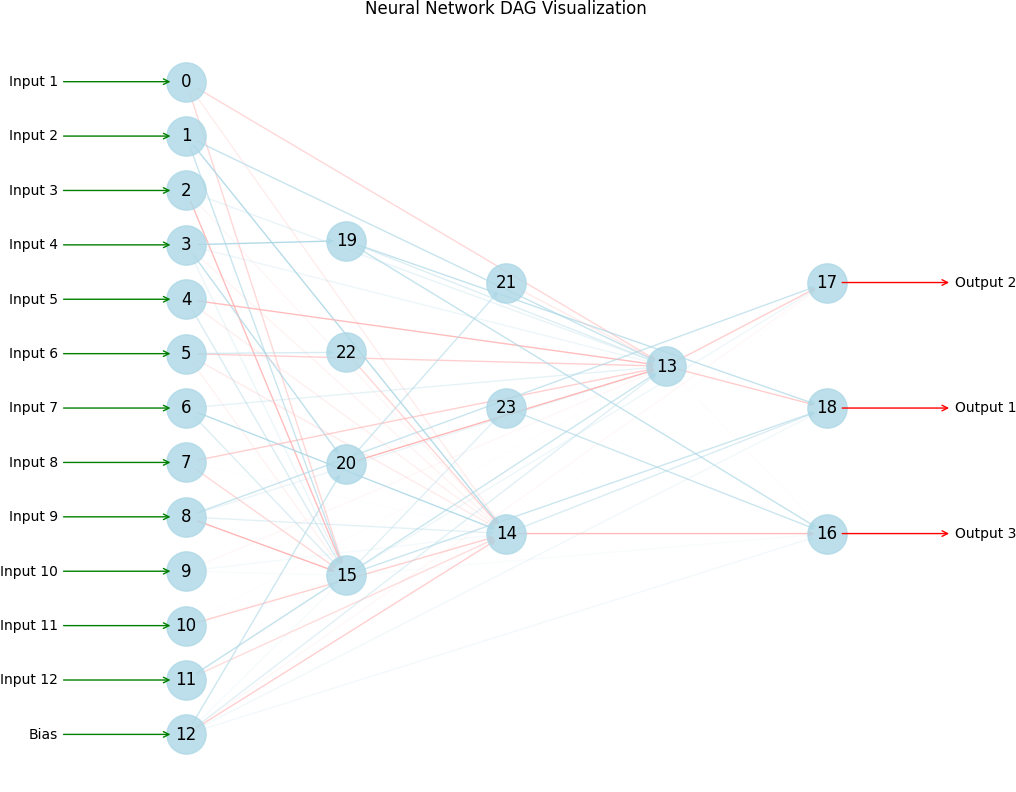 Neural Network DAG Visualization
Input 1
0
Input 2
1
Input 3
2
Input 4
3
19
Input 5
4
21
17
Output 2
Input 6
5
22
13
Input 7
6
23
18
Output 1
Input 8
7
20
Input 9
8
14
16
Output 3
Input 10
9
15
Input 11
10
Input 12
11
Bias
12